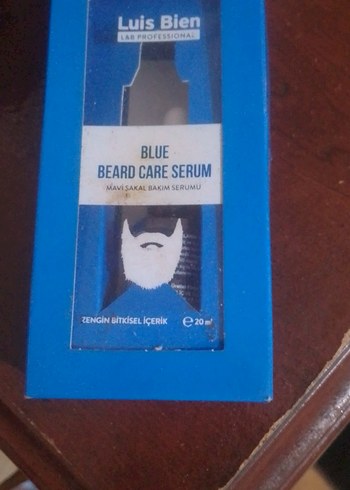 Luis Bien
LAB PROFESSIONAL
BLUE
BEARD CARE SERUM
MAVİ SAKAL BAKIM SERUMU
ZENGİN BİTKİSEL İÇERİK
℮ 20 ml